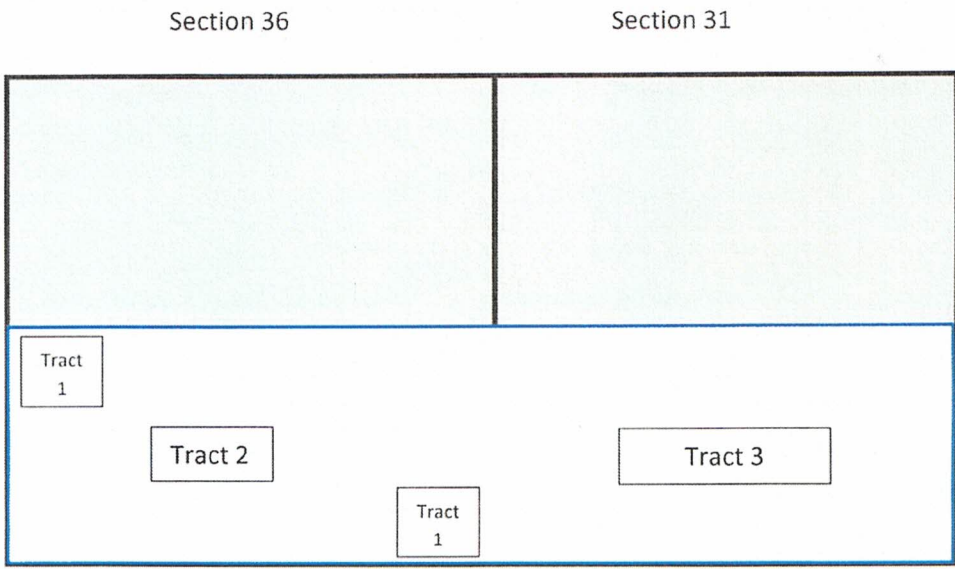 Section 36
Section 31
Tract
1
Tract 2
Tract 3
Tract
1